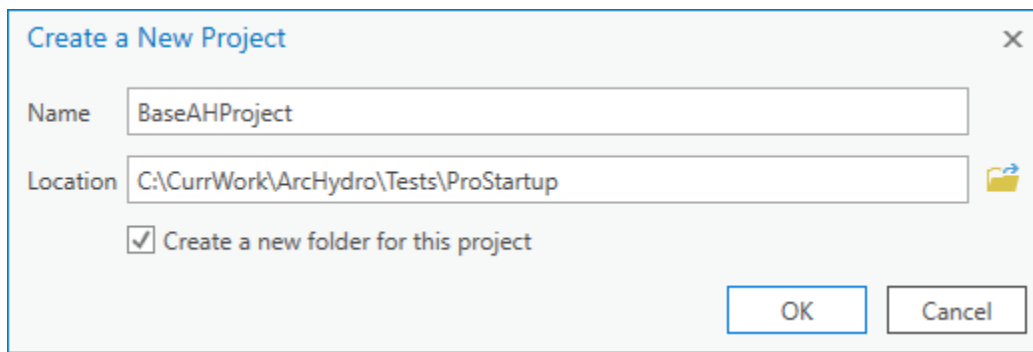 Create a New Project
Name BaseAHProject
Location C:\CurrWork\ArcHydro\Tests\ProStartup
Create a new folder for this project
OK Cancel